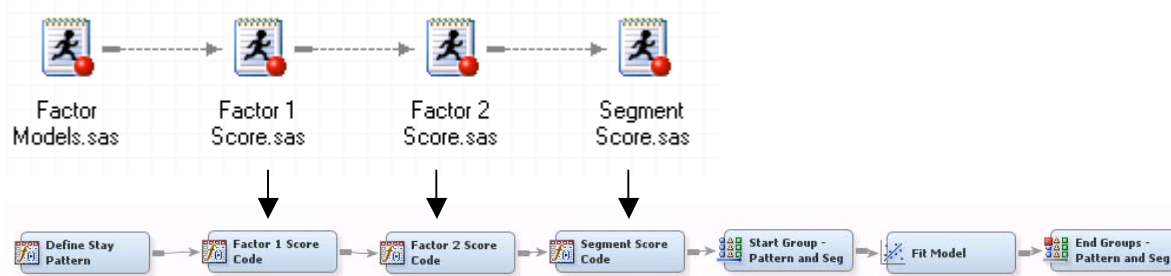 Factor
Models.sas
Factor 1
Score.sas
Factor 2
Score.sas
Segment
Score.sas
Define Stay
Pattern
Factor 1 Score
Code
Factor 2 Score
Code
Segment Score
Code
Start Group -
Pattern and Seg
Fit Model
End Groups -
Pattern and Seg